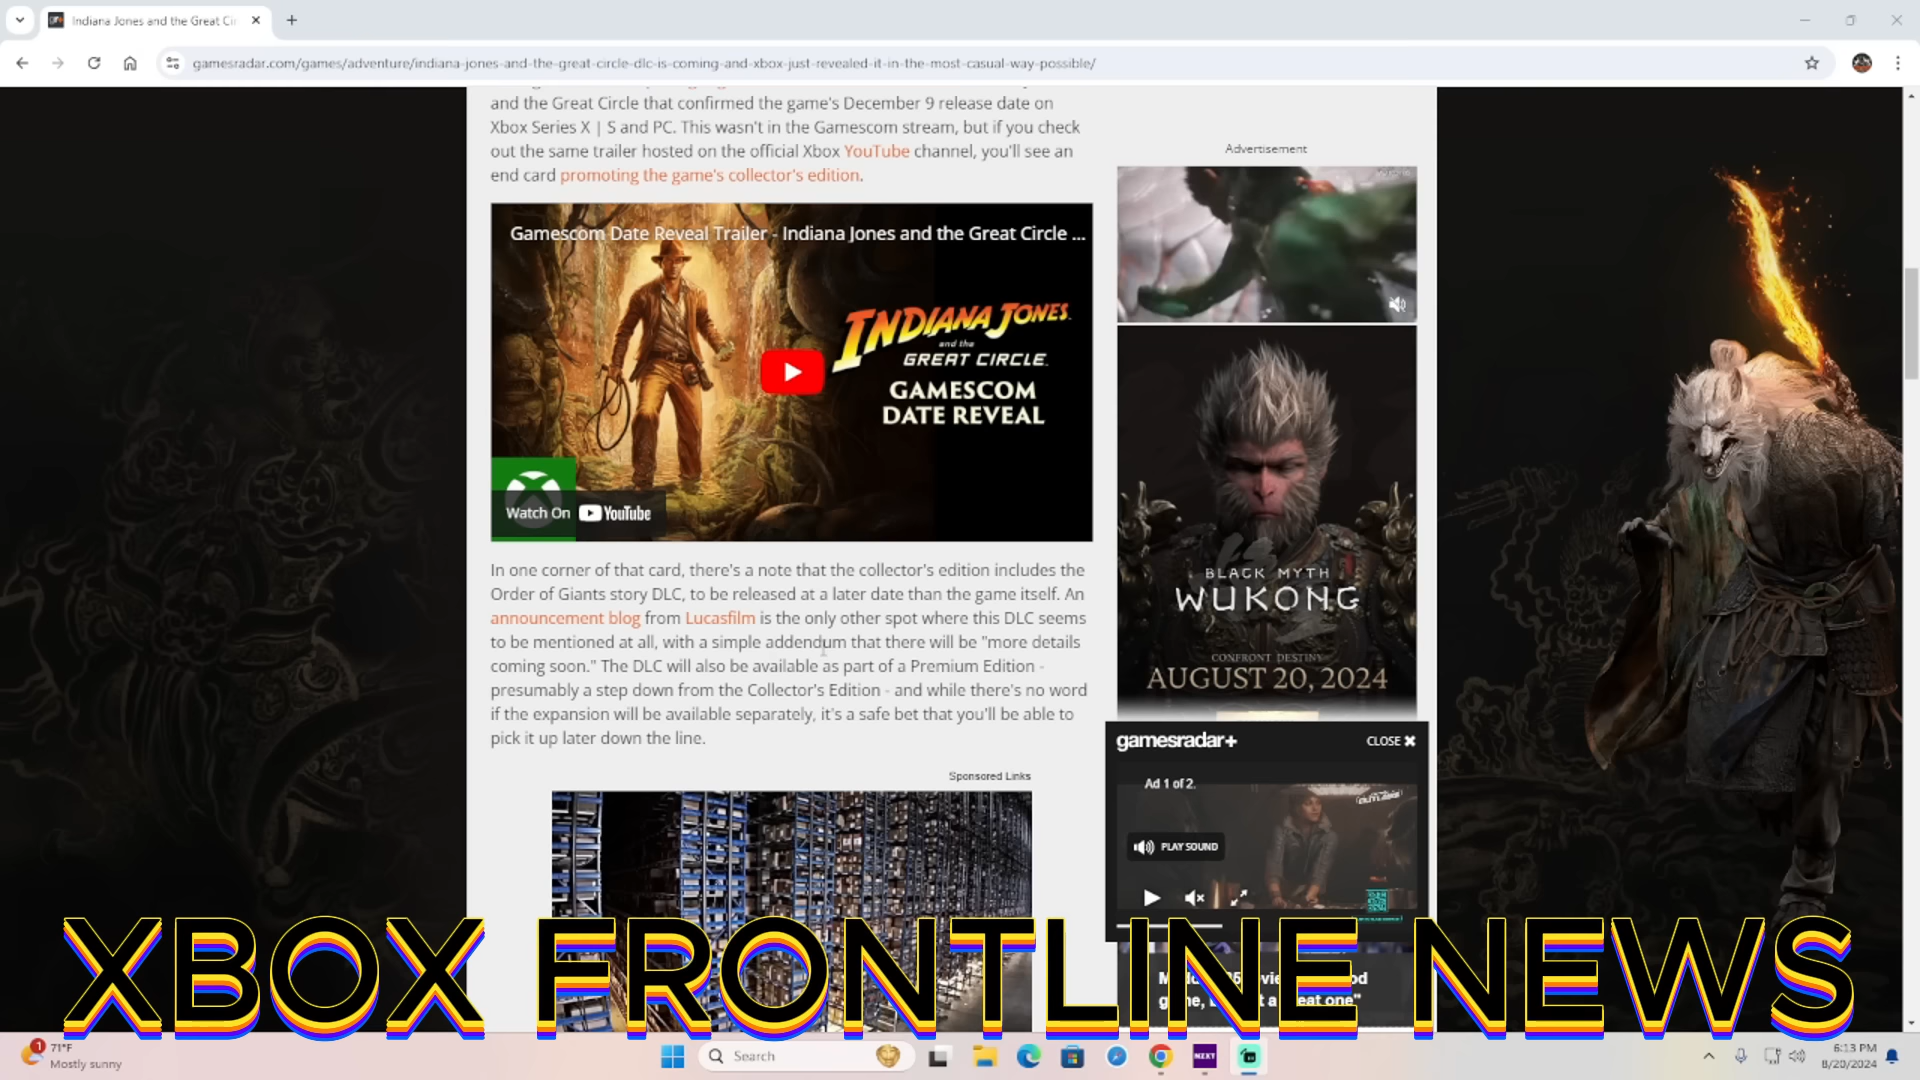 Indiana Jones and the Great Cir
gamesradar.com/games/adventure/indiana-jones-and-the-great-circle-dlc-is-coming-and-xbox-just-revealed-it-in-the-most-casual-way-possible/
and the Great Circle that confirmed the game's December 9 release date on
Xbox Series X | S and PC. This wasn't in the Gamescom stream, but if you check
out the same trailer hosted on the official Xbox YouTube channel, you'll see an
end card promoting the game's collector's edition.
Gamescom Date Reveal Trailer - Indiana Jones and the Great Circle ...
INDIANA JONES
and the
GREAT CIRCLE
GAMESCOM
DATE REVEAL
Watch On YouTube
In one corner of that card, there's a note that the collector's edition includes the
Order of Giants story DLC, to be released at a later date than the game itself. An
announcement blog from Lucasfilm is the only other spot where this DLC seems
to be mentioned at all, with a simple addendum that there will be "more details
coming soon." The DLC will also be available as part of a Premium Edition -
presumably a step down from the Collector's Edition - and while there's no word
if the expansion will be available separately, it's a safe bet that you'll be able to
pick it up later down the line.
Sponsored Links
Advertisement
BLACK MYTH
WUKONG
CONFRONT DESTINY
AUGUST 20, 2024
gamesradar+
CLOSE
Ad 1 of 2.
OUTLAWS
PLAY SOUND
game,
XBOX FRONTLINE NEWS
1
71°F
Mostly sunny
Search
NEXT
6:13 PM
8/20/2024